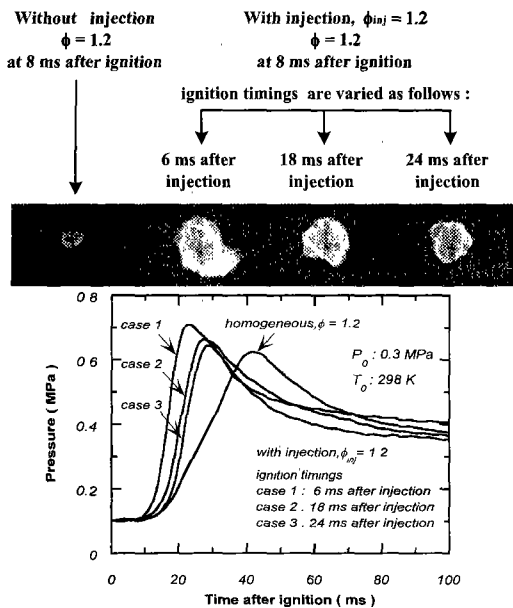 Without injection
ϕ = 1.2
at 8 ms after ignition
With injection, ϕinj = 1.2
ϕ = 1.2
at 8 ms after ignition
ignition timings are varied as follows :
6 ms after
injection
18 ms after
injection
24 ms after
injection
Pressure ( MPa )
0 8
0.6
0.4
0.2
0
case 1
case 2
case 3
homogeneous, ϕ = 1.2
P0 : 0.3 MPa
T0 : 298 K
with injection, ϕinj = 1 2
ignition timings
case 1 : 6 ms after injection
case 2 . 18 ms after injection
case 3 . 24 ms after injection
0 20 40 60 80 100
Time after ignition ( ms )